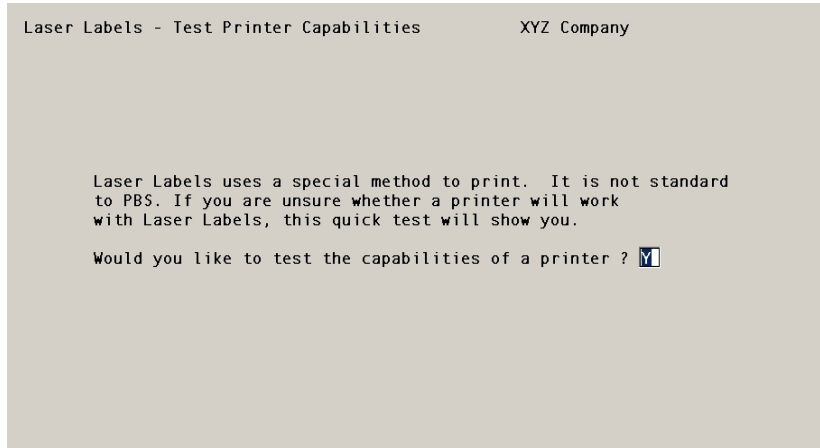 Laser Labels - Test Printer Capabilities XYZ Company
Laser Labels uses a special method to print. It is not standard
to PBS. If you are unsure whether a printer will work
with Laser Labels, this quick test will show you.
Would you like to test the capabilities of a printer ? Y